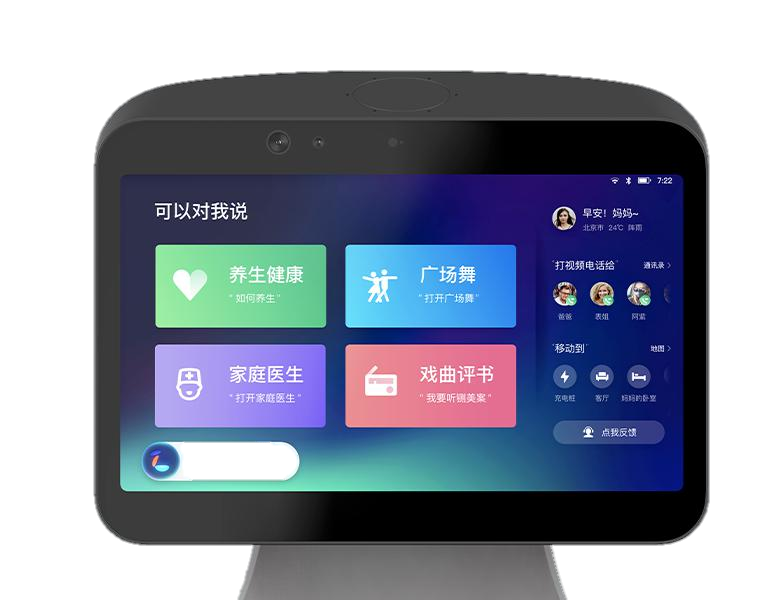 7:22
可以对我说
早安！妈妈~
北京市 24℃ 阵雨
养生健康
“如何养生”
广场舞
“打开广场舞”
“打视频电话给 通讯录 >
爸爸 表姐 阿紫
家庭医生
“打开家庭医生”
戏曲评书
“我要听铡美案”
“移动到 地图 >
充电桩 客厅 妈妈的卧室
点我反馈